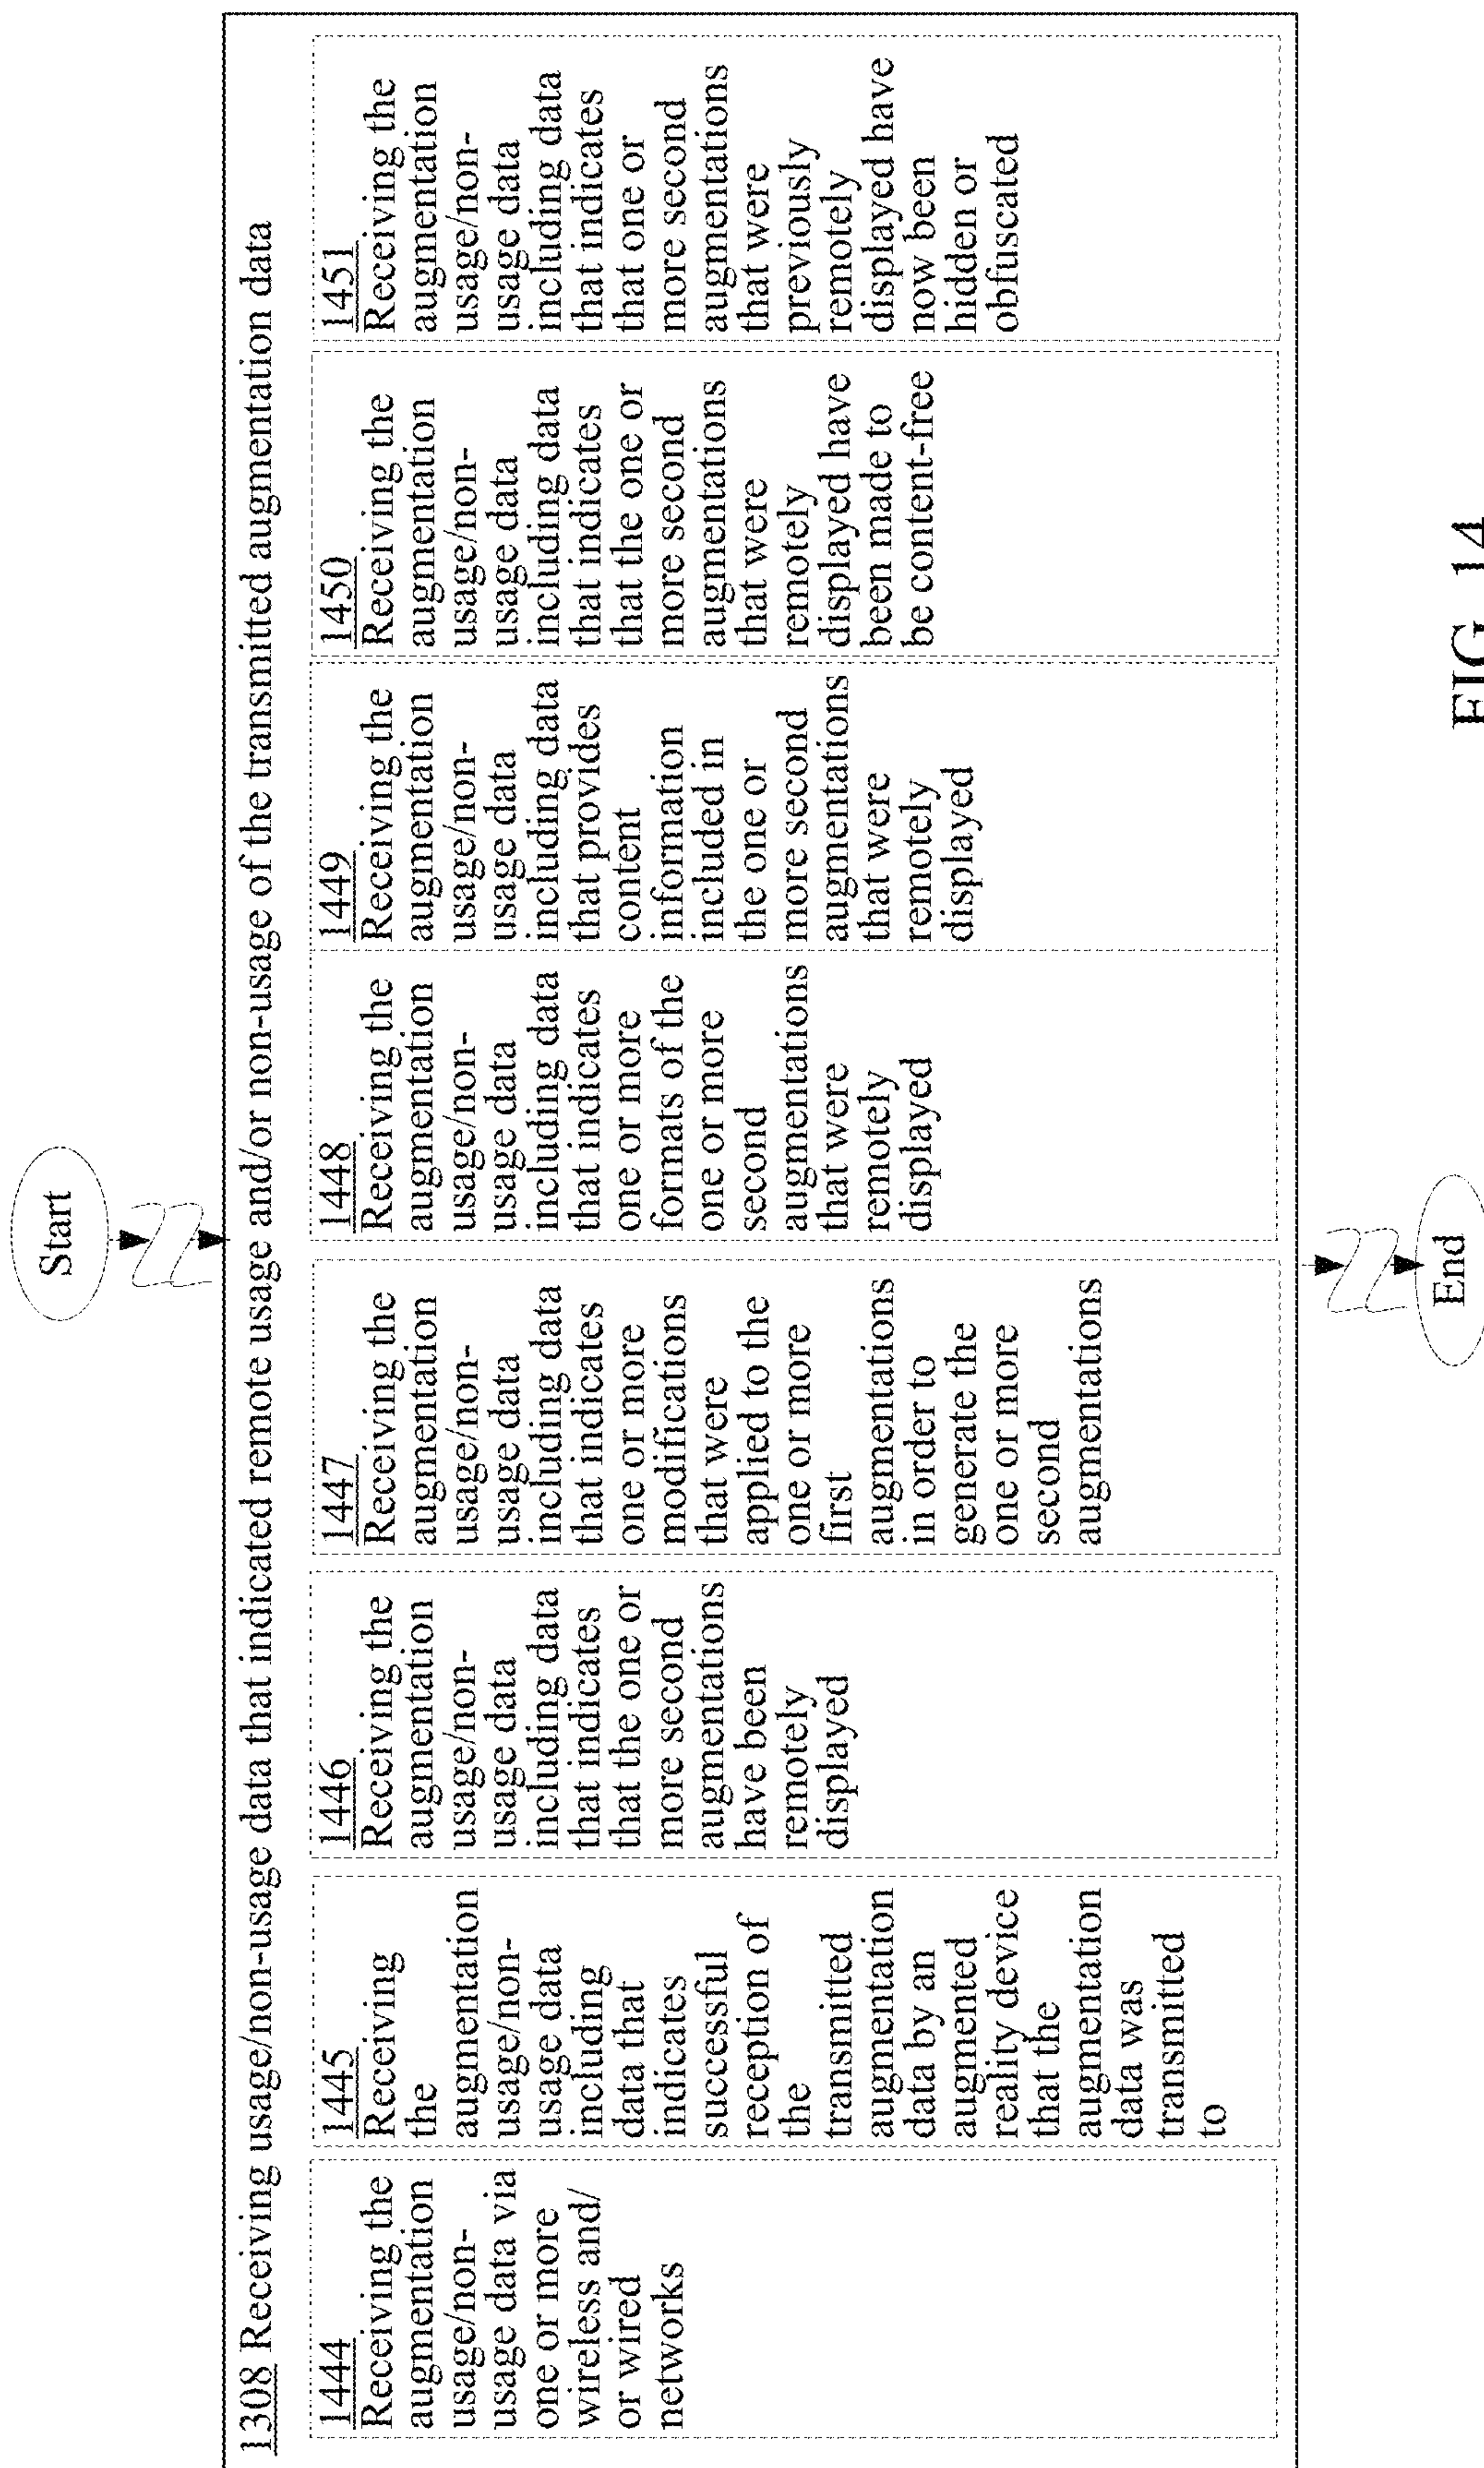 Start
1308 Receiving usage/non-usage data that indicated remote usage and/or non-usage of the transmitted augmentation data
1444
Receiving the
augmentation
usage/non-
usage data via
one or more
wireless and/
or wired
networks
1445
Receiving
the
augmentation
usage/non-
usage data
including
data that
indicates
successful
reception of
the
transmitted
augmentation
data by an
augmented
reality device
that the
augmentation
data was
transmitted
to
1446
Receiving the
augmentation
usage/non-
usage data
including data
that indicates
that the one or
more second
augmentations
have been
remotely
displayed
1447
Receiving the
augmentation
usage/non-
usage data
including data
that indicates
one or more
modifications
that were
applied to the
one or more
first
augmentations
in order to
generate the
one or more
second
augmentations
1448
Receiving the
augmentation
usage/non-
usage data
including data
that indicates
one or more
formats of the
one or more
second
augmentations
that were
remotely
displayed
1449
Receiving the
augmentation
usage/non-
usage data
including data
that provides
content
information
included in
the one or
more second
augmentations
that were
remotely
displayed
1450
Receiving the
augmentation
usage/non-
usage data
including data
that indicates
that the one or
more second
augmentations
that were
remotely
displayed have
been made to
be content-free
1451
Receiving the
augmentation
usage/non-
usage data
including data
that indicates
that one or
more second
augmentations
that were
previously
remotely
displayed have
now been
hidden or
obfuscated
End
FIG. 14